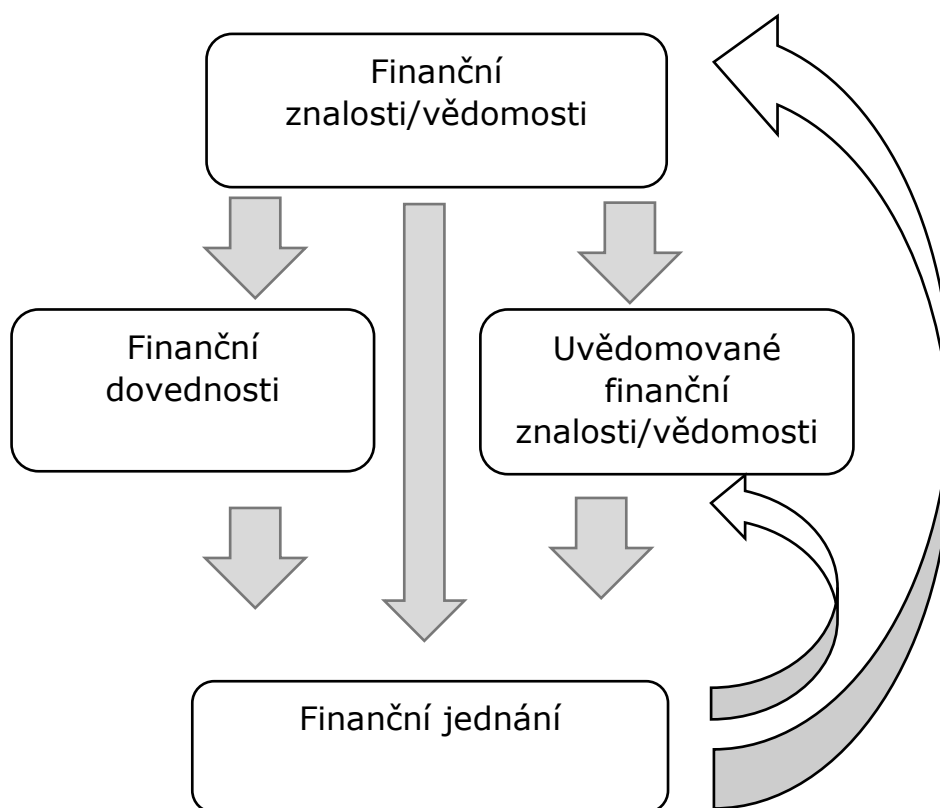 Finanční
znalosti/vědomosti
Finanční
dovednosti
Uvědomované
finanční
znalosti/vědomosti
Finanční jednání